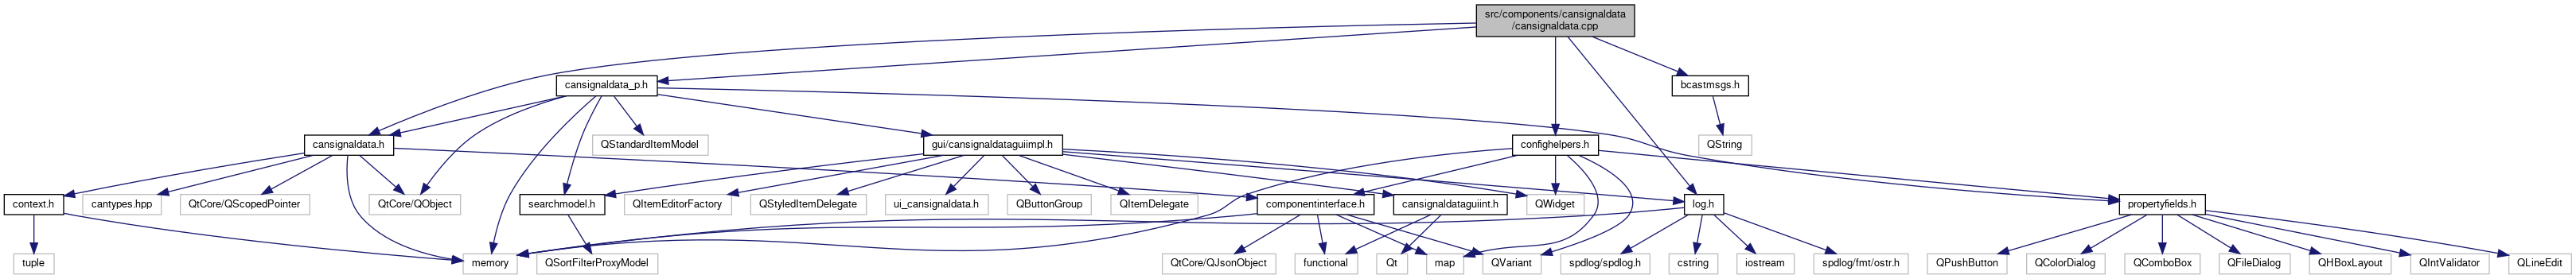 src/components/cansignaldata
/cansignaldata.cpp
cansignaldata_p.h
bcastmsgs.h
cansignaldata.h
QStandardItemModel
gui/cansignaldataguiimpl.h
confighelpers.h
QString
context.h
cantypes.hpp
QtCore/QScopedPointer
QtCore/QObject
searchmodel.h
QItemEditorFactory
QStyledItemDelegate
ui_cansignaldata.h
QButtonGroup
QItemDelegate
componentinterface.h
cansignaldataguiint.h
QWidget
log.h
propertyfields.h
tuple
memory
QSortFilterProxyModel
QtCore/QJsonObject
functional
Qt
map
QVariant
spdlog/spdlog.h
cstring
iostream
spdlog/fmt/ostr.h
QPushButton
QColorDialog
QComboBox
QFileDialog
QHBoxLayout
QIntValidator
QLineEdit